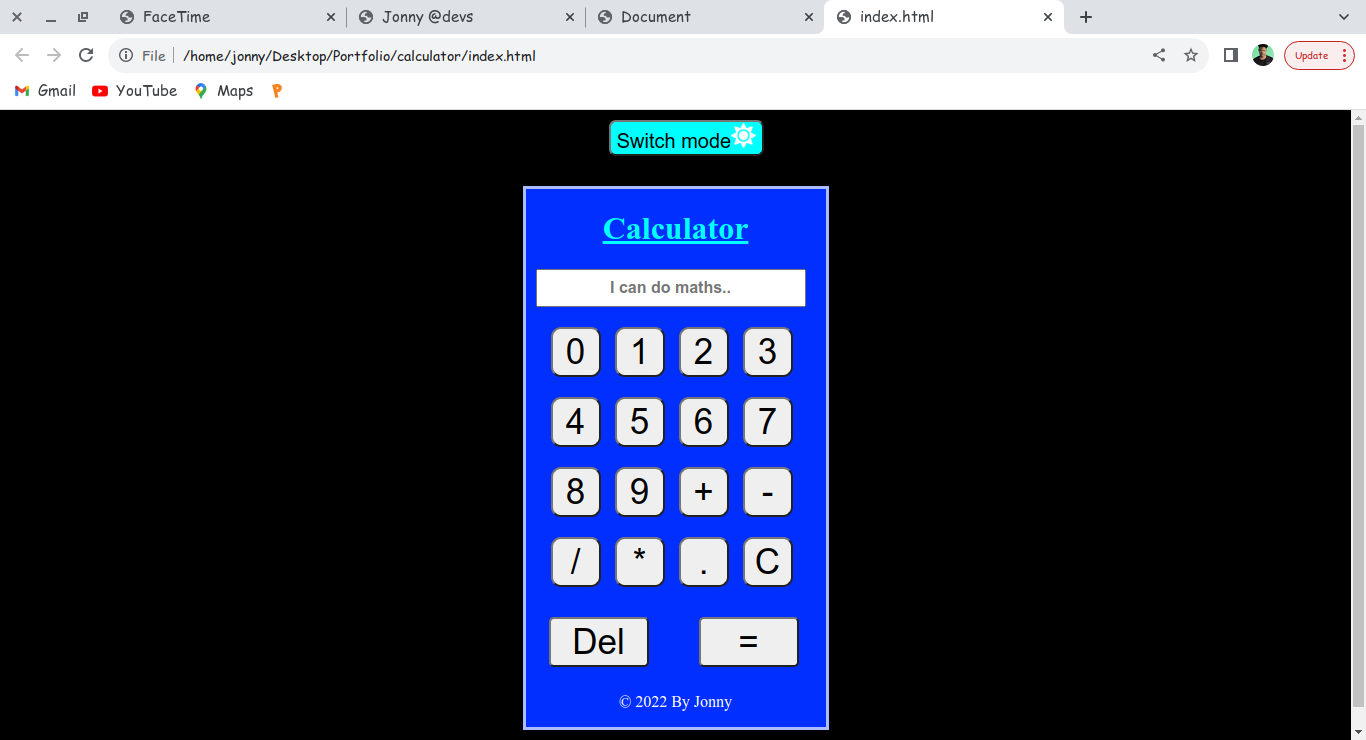 FaceTime Jonny @devs Document index.html
File /home/jonny/Desktop/Portfolio/calculator/index.html Update
Gmail YouTube Maps
Switch mode
Calculator
I can do maths..
0 1 2 3
4 5 6 7
8 9 + -
/ * . C
Del =
© 2022 By Jonny